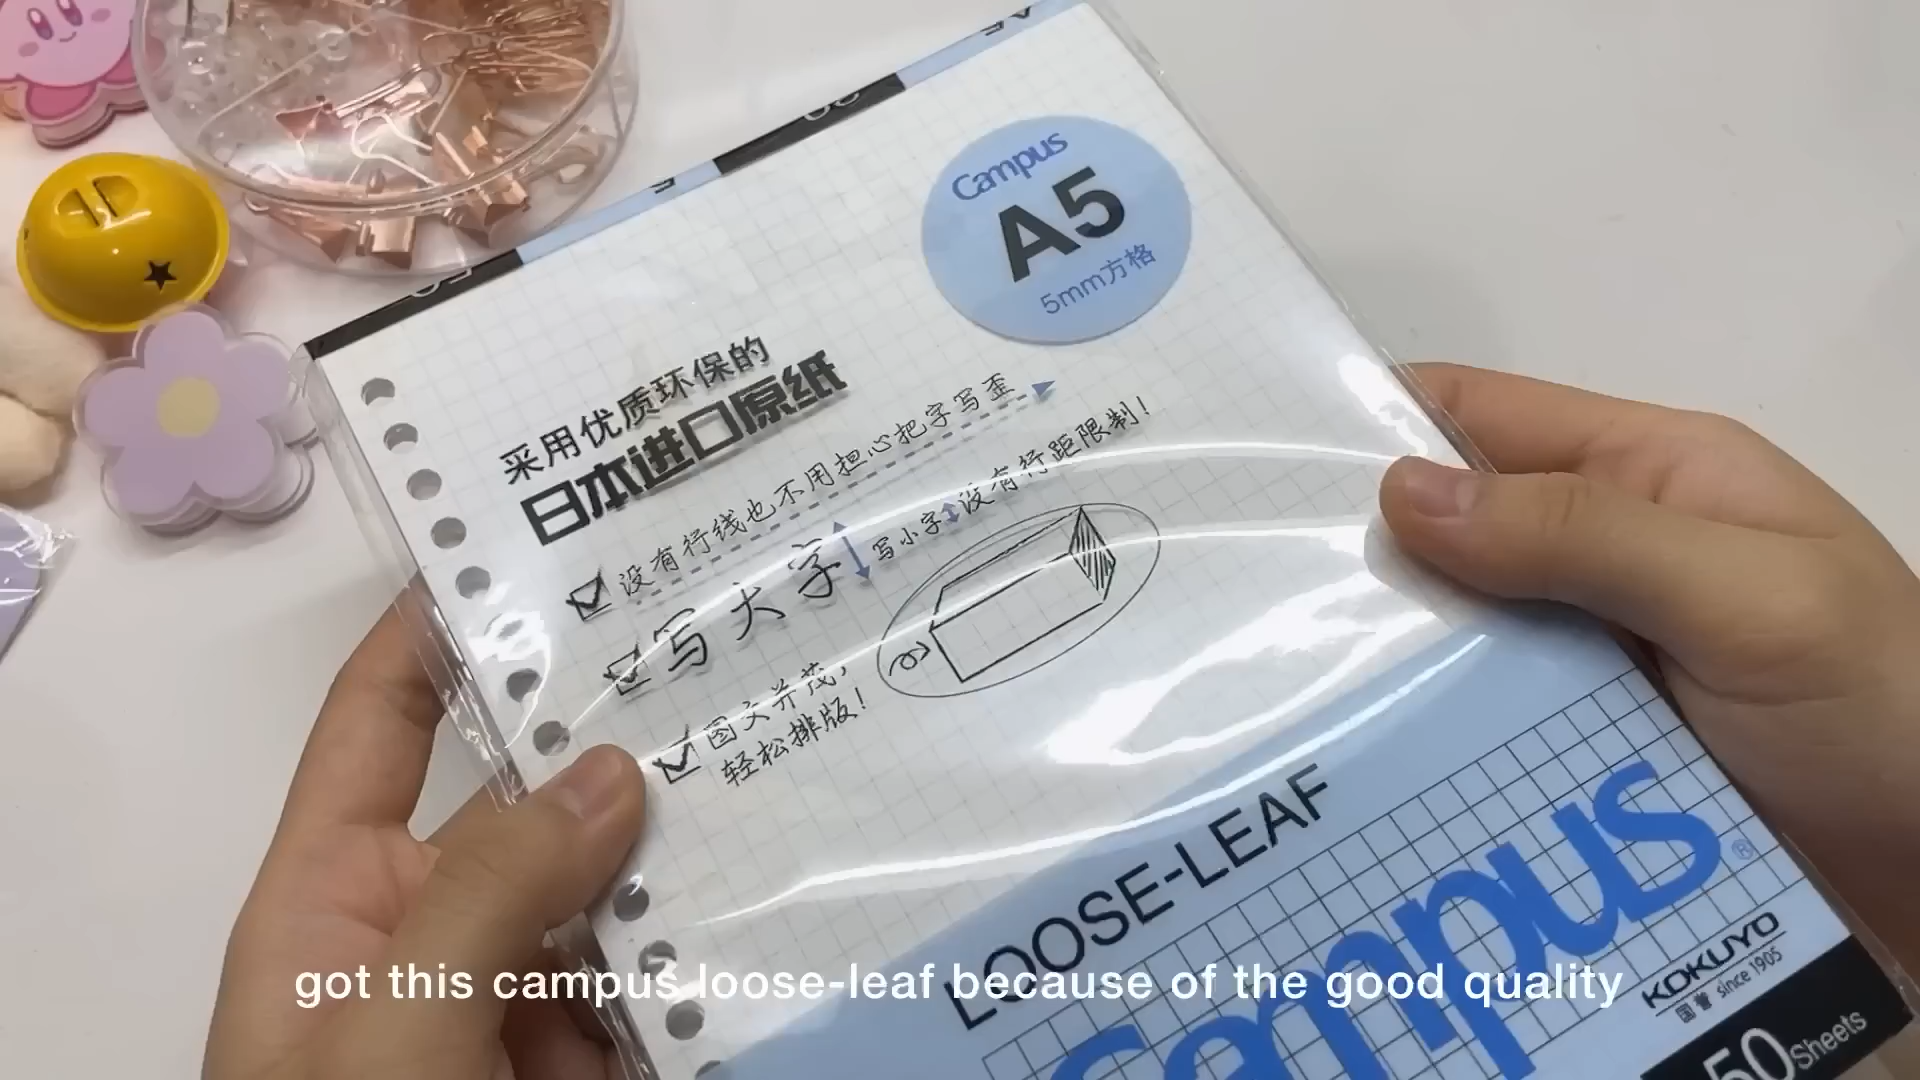 Campus
A5
5mm方格
采用优质环保的
日本进口原纸
没有行线也不用担心把字写歪
写大字 写小字 没有行距限制!
图文并茂,
轻松排版!
LOOSE-LEAF
Campus®
KOKUYO
国誉 since 1905
50 Sheets
got this campus loose-leaf because of the good quality